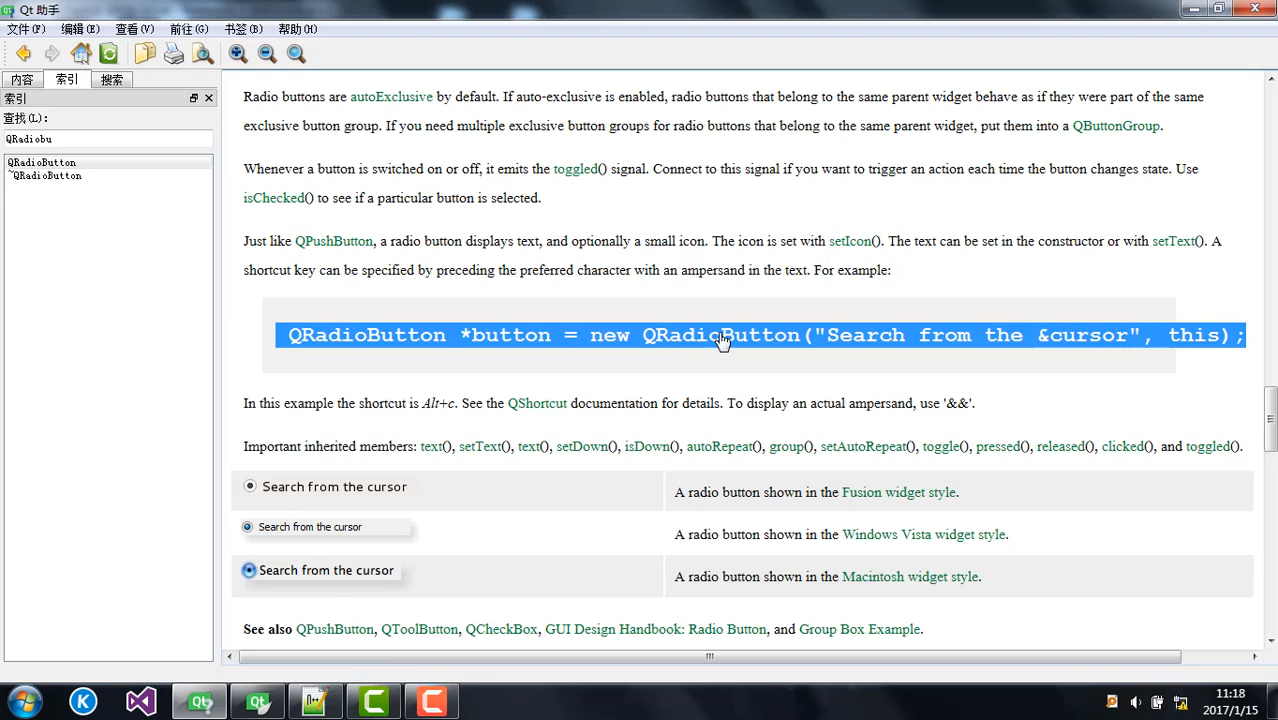 Qt 助手
文件(F) 编辑(E) 查看(V) 前往(G) 书签(B) 帮助(H)
内容 索引 搜索
索引
查找(L):
QRadiobu
QRadioButton
~QRadioButton
Radio buttons are autoExclusive by default. If auto-exclusive is enabled, radio buttons that belong to the same parent widget behave as if they were part of the same
exclusive button group. If you need multiple exclusive button groups for radio buttons that belong to the same parent widget, put them into a QButtonGroup.
Whenever a button is switched on or off, it emits the toggled() signal. Connect to this signal if you want to trigger an action each time the button changes state. Use
isChecked() to see if a particular button is selected.
Just like QPushButton, a radio button displays text, and optionally a small icon. The icon is set with setIcon(). The text can be set in the constructor or with setText(). A
shortcut key can be specified by preceding the preferred character with an ampersand in the text. For example:
QRadioButton *button = new QRadioButton("Search from the &cursor", this);
In this example the shortcut is Alt+c. See the QShortcut documentation for details. To display an actual ampersand, use '&&'.
Important inherited members: text(), setText(), text(), setDown(), isDown(), autoRepeat(), group(), setAutoRepeat(), toggle(), pressed(), released(), clicked(), and toggled().
Search from the cursor A radio button shown in the Fusion widget style.
Search from the cursor A radio button shown in the Windows Vista widget style.
Search from the cursor A radio button shown in the Macintosh widget style.
See also QPushButton, QToolButton, QCheckBox, GUI Design Handbook: Radio Button, and Group Box Example.
11:18
2017/1/15